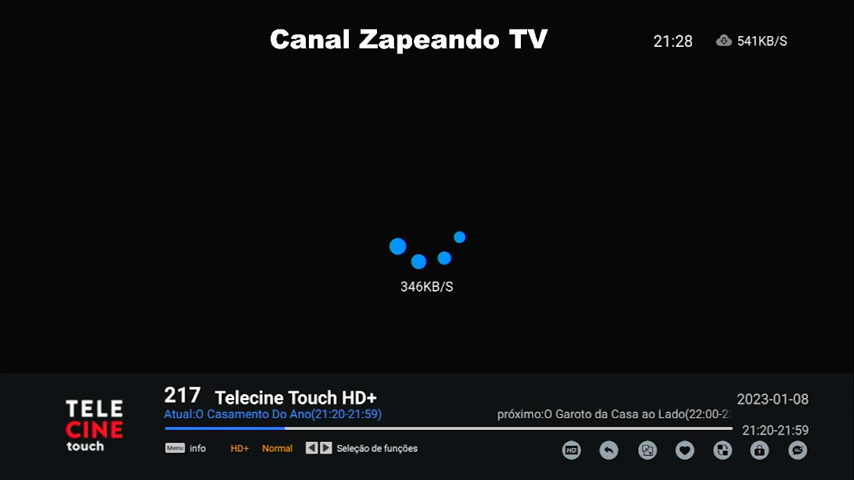 Canal Zapeando TV
21:28
541KB/S
346KB/S
TELE
CINE
touch
217 Telecine Touch HD+
2023-01-08
Atual:O Casamento Do Ano(21:20-21:59)
próximo:O Garoto da Casa ao Lado(22:00-2
21:20-21:59
Menu info HD+ Normal Seleção de funções
HD